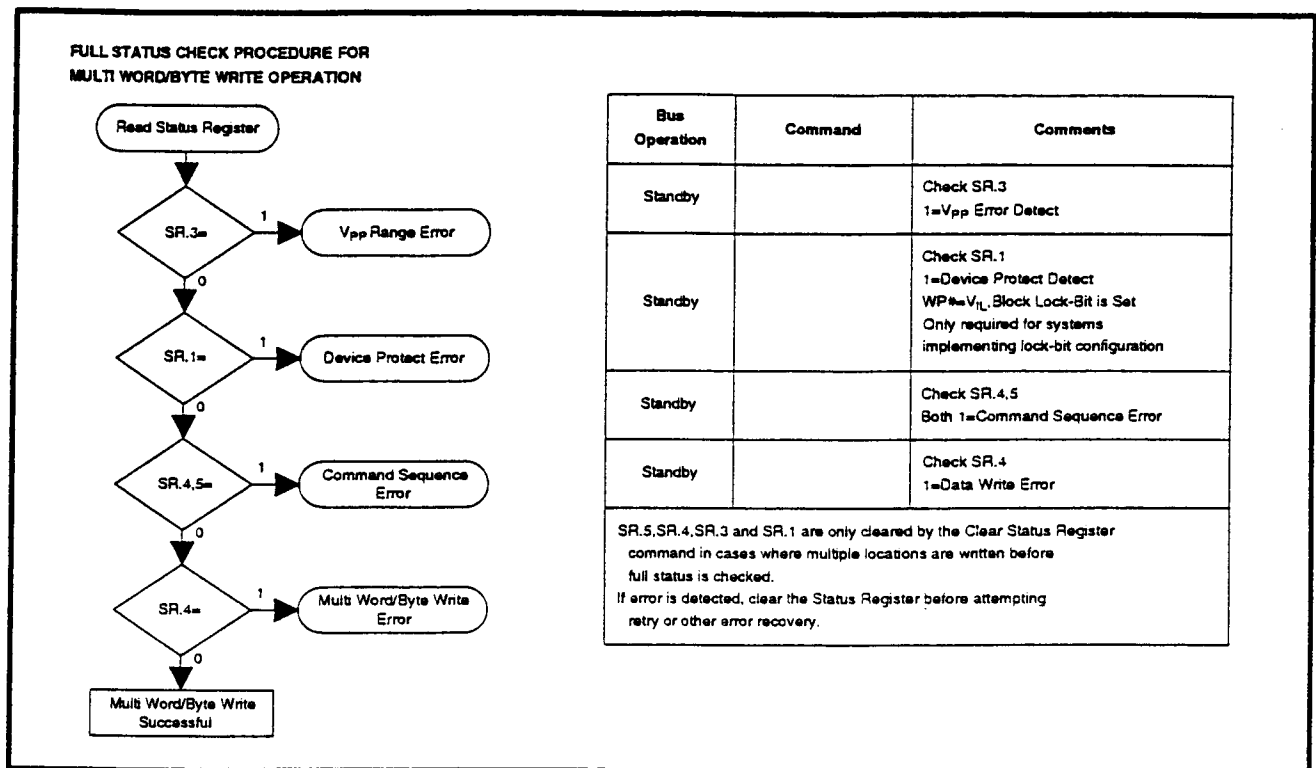 FULL STATUS CHECK PROCEDURE FOR
MULTI WORD/BYTE WRITE OPERATION
Read Status Register
SR.3=
1
VPP Range Error
0
SR.1=
1
Device Protect Error
0
SR.4,5=
1
Command Sequence
Error
0
SR.4=
1
Multi Word/Byte Write
Error
0
Multi Word/Byte Write
Successful
Bus
Operation
Command
Comments
Standby
Check SR.3
1=VPP Error Detect
Standby
Check SR.1
1=Device Protect Detect
WP#=VIL,Block Lock-Bit is Set
Only required for systems
implementing lock-bit configuration
Standby
Check SR.4,5
Both 1=Command Sequence Error
Standby
Check SR.4
1=Data Write Error
SR.5,SR.4,SR.3 and SR.1 are only cleared by the Clear Status Register
command in cases where multiple locations are written before
full status is checked.
If error is detected, clear the Status Register before attempting
retry or other error recovery.